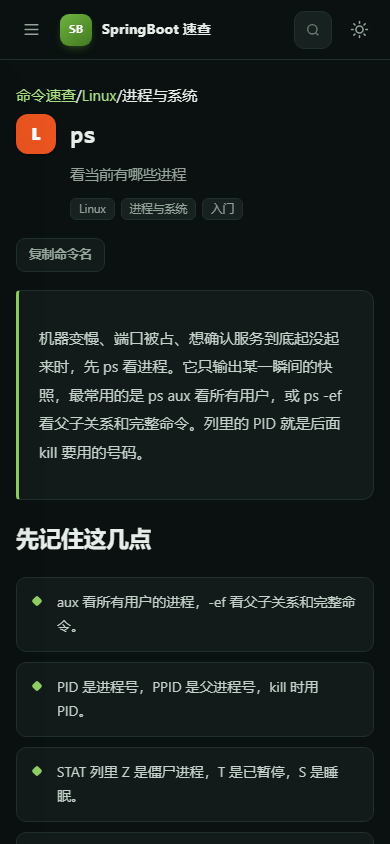 SB SpringBoot 速查
命令速查/Linux/进程与系统
L ps
看当前有哪些进程
Linux 进程与系统 入门
复制命令名
机器变慢、端口被占、想确认服务到底起没起
来时，先 ps 看进程。它只输出某一瞬间的快
照，最常用的是 ps aux 看所有用户，或 ps -ef
看父子关系和完整命令。列里的 PID 就是后面
kill 要用的号码。
先记住这几点
aux 看所有用户的进程，-ef 看父子关系和完整命
令。
PID 是进程号，PPID 是父进程号，kill 时用
PID。
STAT 列里 Z 是僵尸进程，T 是已暂停，S 是睡
眠。